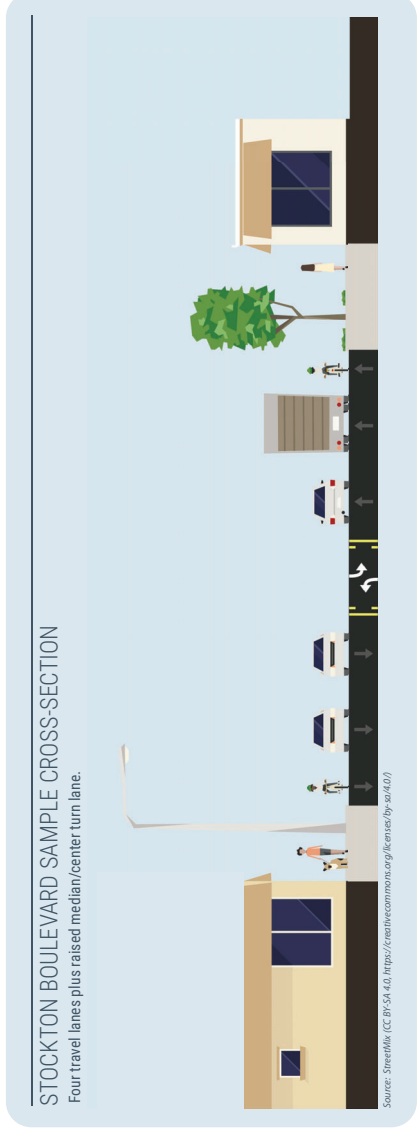 STOCKTON BOULEVARD SAMPLE CROSS-SECTION
Four travel lanes plus raised median/center turn lane.
Source: StreetMix (CC BY-SA 4.0, https://creativecommons.org/licenses/by-sa/4.0/)